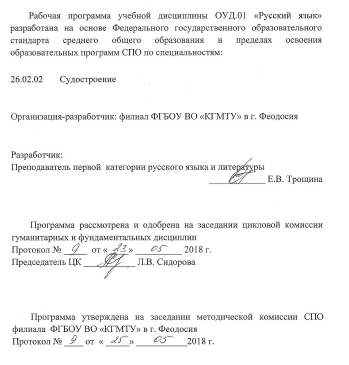 Рабочая программа учебной дисциплины ОУД.01 «Русский язык»
разработана на основе Федерального государственного образовательного
стандарта среднего общего образования в пределах освоения
образовательных программ СПО по специальностям:
26.02.02 Судостроение
Организация-разработчик: филиал ФГБОУ ВО «КГМТУ» в г. Феодосия
Разработчик:
Преподаватель первой категории русского языка и литературы
Е.В. Трощина
Программа рассмотрена и одобрена на заседании цикловой комиссии
гуманитарных и фундаментальных дисциплин
Протокол № 9 от « 23 » 05 2018 г.
Председатель ЦК Л.В. Сидорова
Программа утверждена на заседании методической комиссии СПО
филиала ФГБОУ ВО «КГМТУ» в г. Феодосия
Протокол № 9 от « 25 » 05 2018 г.